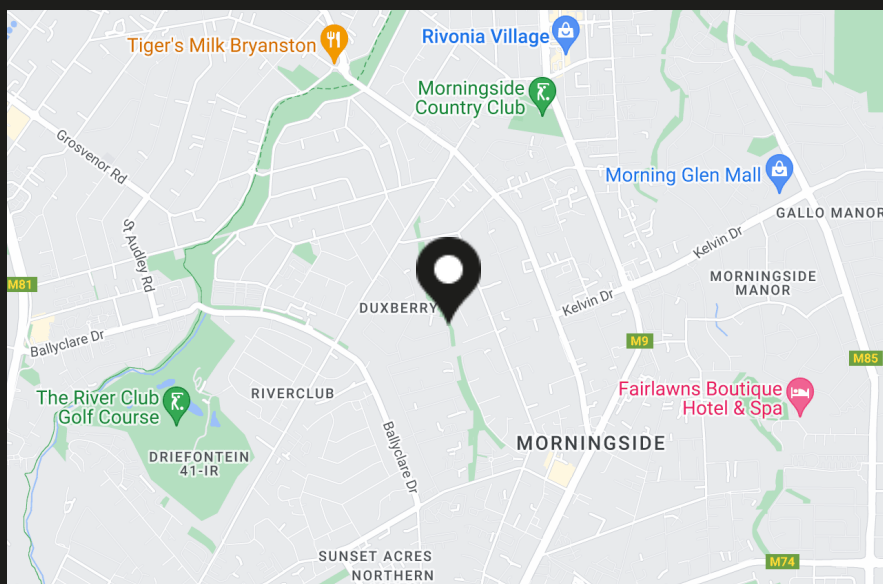 Tiger's Milk Bryanston
Rivonia Village
Morningside
Country Club
Grosvenor Rd
Morning Glen Mall
GALLO MANOR
St Audley Rd
Kelvin Dr
M81
MORNINGSIDE
MANOR
Kelvin Dr
DUXBERRY
Ballyclare Dr
M9
M85
The River Club
Golf Course
RIVERCLUB
Fairlawns Boutique
Hotel & Spa
Ballyclare Dr
MORNINGSIDE
DRIEFONTEIN
41-IR
SUNSET ACRES
NORTHERN
M74